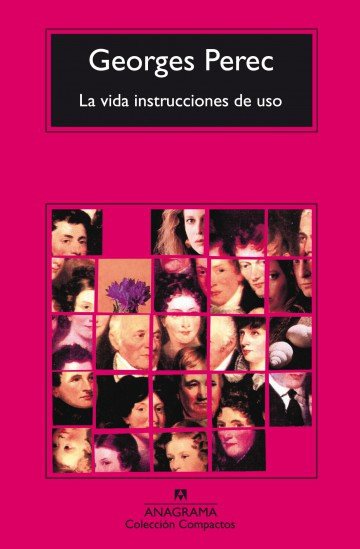 Georges Perec
La vida instrucciones de uso
ANAGRAMA
Colección Compactos